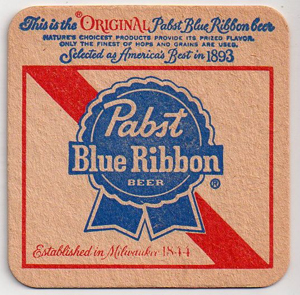 This is the ORIGINAL Pabst Blue Ribbon beer
NATURE'S CHOICEST PRODUCTS PROVIDE ITS PRIZED FLAVOR.
ONLY THE FINEST OF HOPS AND GRAINS ARE USED.
Selected as America's Best in 1893
Pabst
Blue Ribbon
BEER ®
Established in Milwaukee 1844